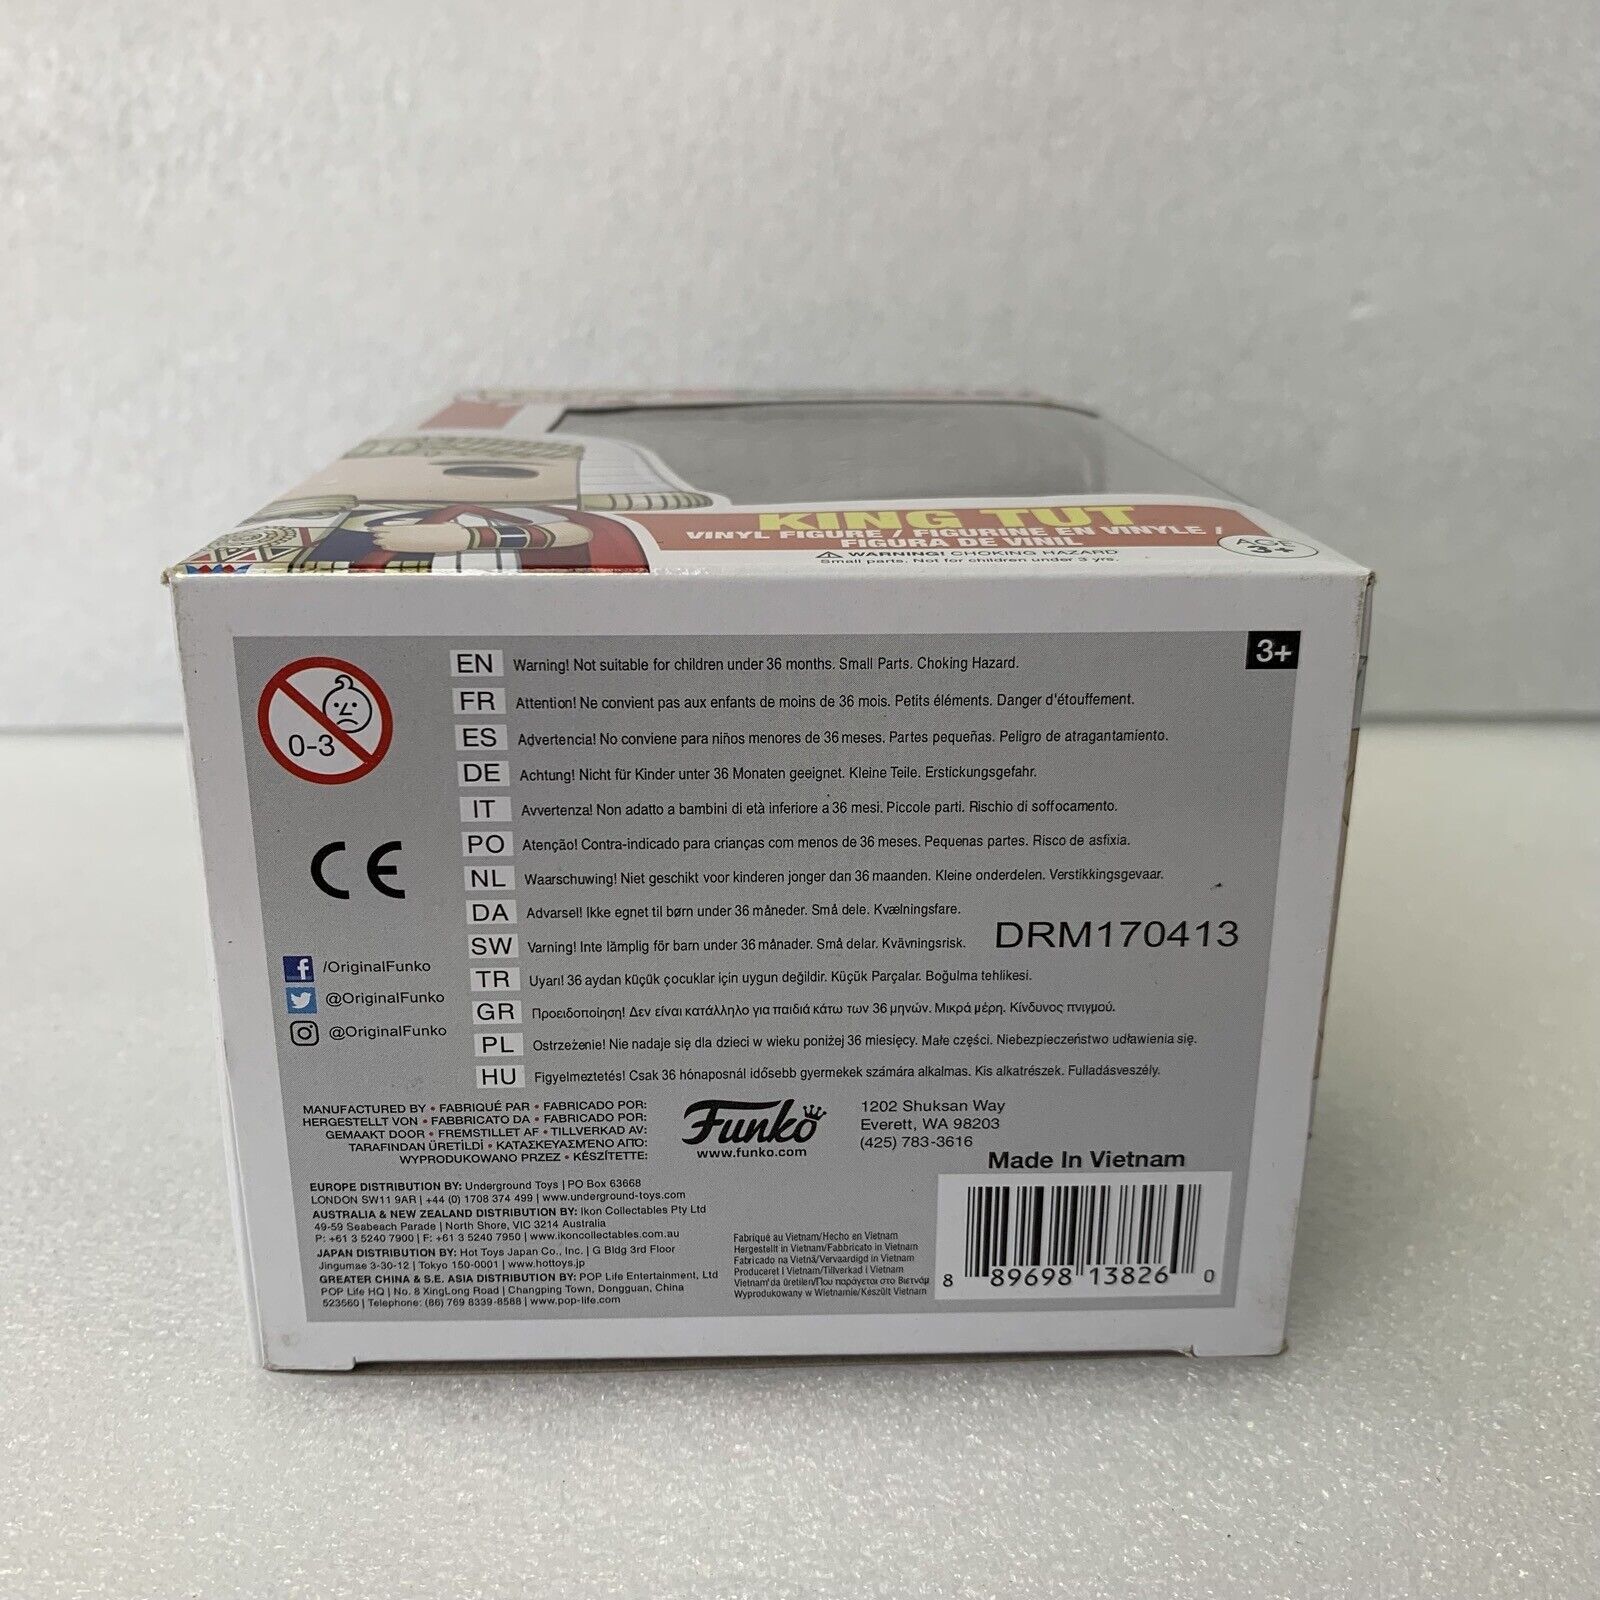 KING TUT
VINYL FIGURE / FIGURINE EN VINYLE /
FIGURA DE VINIL
WARNING! CHOKING HAZARD
Small parts. Not for children under 3 yrs.
AGE
3+
3+
0-3
CE
EN Warning! Not suitable for children under 36 months. Small Parts. Choking Hazard.
FR Attention! Ne convient pas aux enfants de moins de 36 mois. Petits éléments. Danger d'étouffement.
ES Advertencia! No conviene para niños menores de 36 meses. Partes pequeñas. Peligro de atragantamiento.
DE Achtung! Nicht für Kinder unter 36 Monaten geeignet. Kleine Teile. Erstickungsgefahr.
IT Avvertenza! Non adatto a bambini di età inferiore a 36 mesi. Piccole parti. Rischio di soffocamento.
PO Atenção! Contra-indicado para crianças com menos de 36 meses. Pequenas partes. Risco de asfixia.
NL Waarschuwing! Niet geschikt voor kinderen jonger dan 36 maanden. Kleine onderdelen. Verstikkingsgevaar.
DA Advarsel! Ikke egnet til børn under 36 måneder. Små dele. Kvælningsfare.
SW Varning! Inte lämplig för barn under 36 månader. Små delar. Kvävningsrisk.
DRM170413
TR Uyarı! 36 aydan küçük çocuklar için uygun değildir. Küçük Parçalar. Boğulma tehlikesi.
GR Προειδοποίηση! Δεν είναι κατάλληλο για παιδιά κάτω των 36 μηνών. Μικρά μέρη. Κίνδυνος πνιγμού.
PL Ostrzeżenie! Nie nadaje się dla dzieci w wieku poniżej 36 miesięcy. Małe części. Niebezpieczeństwo udławienia się.
HU Figyelmeztetés! Csak 36 hónaposnál idősebb gyermekek számára alkalmas. Kis alkatrészek. Fulladásveszély.
/OriginalFunko
@OriginalFunko
@OriginalFunko
MANUFACTURED BY • FABRIQUÉ PAR • FABRICADO POR:
HERGESTELLT VON • FABBRICATO DA • FABRICADO POR:
GEMAAKT DOOR • FREMSTILLET AF • TILLVERKAD AV:
TARAFINDAN ÜRETİLDİ • ΚΑΤΑΣΚΕΥΑΣΜΕΝΟ ΑΠΟ:
WYPRODUKOWANO PRZEZ • KÉSZÍTETTE:
Funko
www.funko.com
1202 Shuksan Way
Everett, WA 98203
(425) 783-3616
Made In Vietnam
EUROPE DISTRIBUTION BY: Underground Toys | PO Box 63668
LONDON SW11 9AR | +44 (0) 1708 374 499 | www.underground-toys.com
AUSTRALIA & NEW ZEALAND DISTRIBUTION BY: Ikon Collectables Pty Ltd
49-59 Seabeach Parade | North Shore, VIC 3214 Australia
P: +61 3 5240 7900 | F: +61 3 5240 7950 | www.ikoncollectables.com.au
JAPAN DISTRIBUTION BY: Hot Toys Japan Co., Inc. | G Bldg 3rd Floor
Jingumae 3-30-12 | Tokyo 150-0001 | www.hottoys.jp
GREATER CHINA & S.E. ASIA DISTRIBUTION BY: POP Life Entertainment, Ltd
POP Life HQ | No. 8 XingLong Road | Changping Town, Dongguan, China
523560 | Telephone: (86) 769 8339-8588 | www.pop-life.com
Fabriqué au Vietnam/Hecho en Vietnam
Hergestellt in Vietnam/Fabbricato in Vietnam
Fabricado na Vietnã/Vervaardigd in Vietnam
Produceret i Vietnam/Tillverkad i Vietnam
Vietnam'da üretilen/Που παράγεται στο Βιετνάμ
Wyprodukowany w Wietnamie/Készült Vietnam
8 89698 13826 0